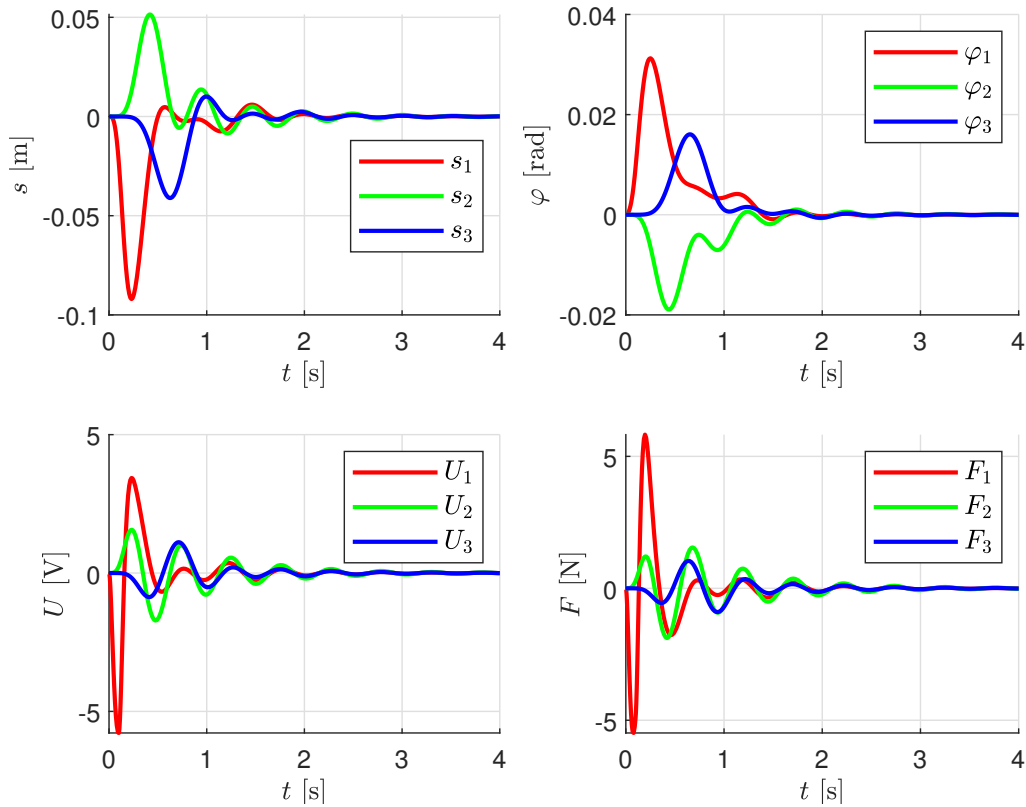 0.05
0
-0.05
-0.1
s [m]
s₁
s₂
s₃
0 1 2 3 4
t [s]
0.04
0.02
0
-0.02
φ [rad]
φ₁
φ₂
φ₃
0 1 2 3 4
t [s]
5
0
-5
U [V]
U₁
U₂
U₃
0 1 2 3 4
t [s]
5
0
-5
F [N]
F₁
F₂
F₃
0 1 2 3 4
t [s]